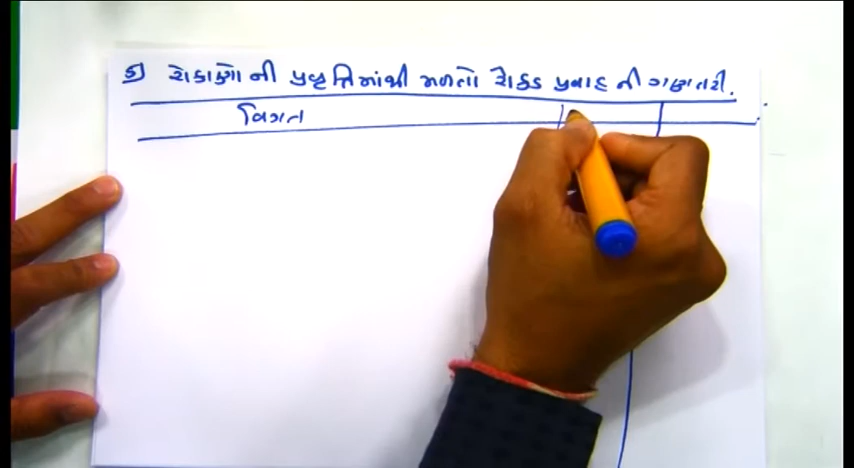 ડ) રોકાણો ની પ્રવૃત્તિમાંથી મળતો રોકડ પ્રવાહ ની ગણતરી.
વિગત